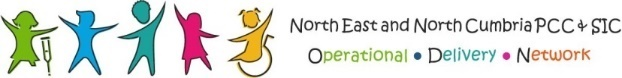 North East and North Cumbria PCC & SIC
Operational • Delivery • Network